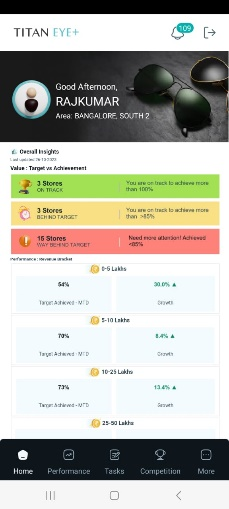 TITAN EYE+
109
Good Afternoon,
RAJKUMAR
Area: BANGALORE, SOUTH 2
Overall Insights
Last updated
Value : Target vs Achievement
3 Stores
ON TRACK
You are on track to achieve more than 100%
3 Stores
BEHIND TARGET
You are on track to achieve more than >85%
15 Stores
WAY BEHIND TARGET
Need more attention! Achieved <85%
Performance : Revenue Bracket
0-5 Lakhs
54%
30.0% ▲
Target Achieved - MTD
Growth
5-10 Lakhs
70%
8.4% ▲
Target Achieved - MTD
Growth
10-25 Lakhs
73%
13.4% ▲
Target Achieved - MTD
Growth
25-50 Lakhs
Home
Performance
Tasks
Competition
More